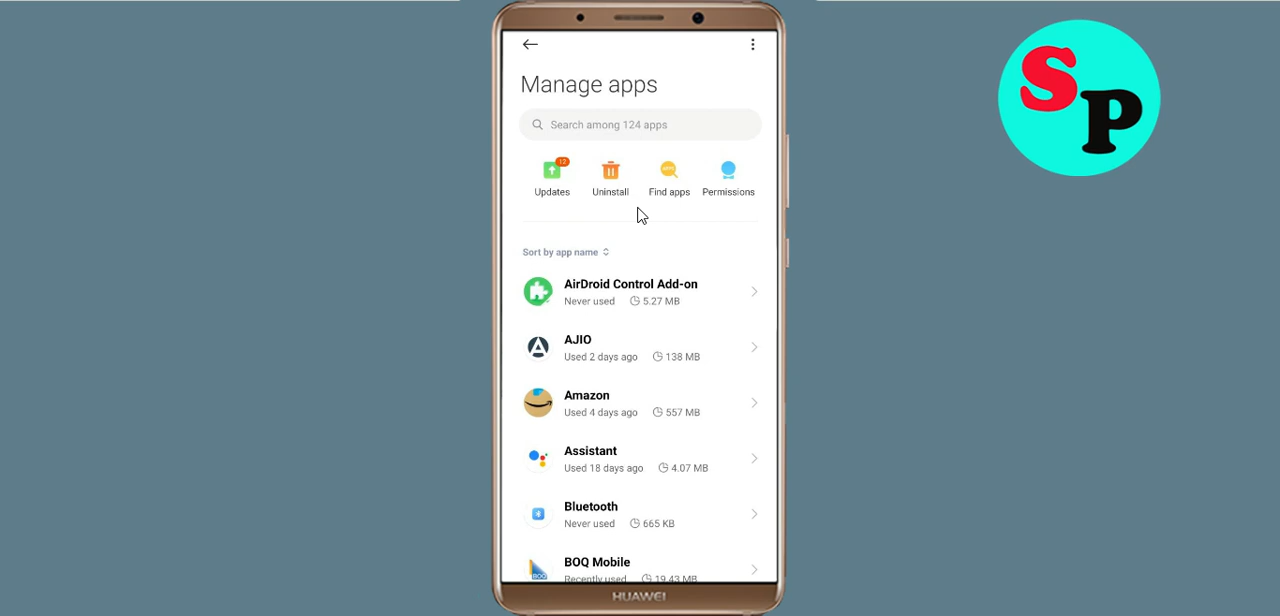 SP
Manage apps
Search among 124 apps
12
Updates Uninstall Find apps Permissions
Sort by app name
AirDroid Control Add-on
Never used 5.27 MB
AJIO
Used 2 days ago 138 MB
Amazon
Used 4 days ago 557 MB
Assistant
Used 18 days ago 4.07 MB
Bluetooth
Never used 665 KB
BOQ Mobile
BOQ
Recently used 19.43 MB
HUAWEI